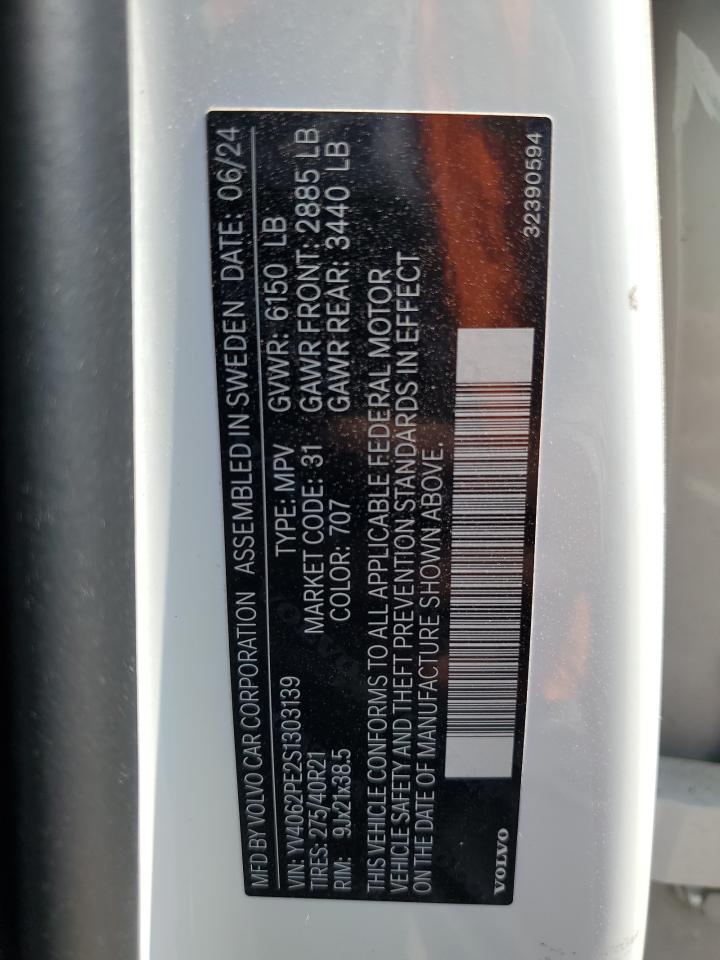 MFD BY VOLVO CAR CORPORATION ASSEMBLED IN SWEDEN DATE: 06/24
VIN: YV4062PE2S1303139 TYPE: MPV GVWR: 6150 LB
TIRES: 275/40R21 MARKET CODE: 31 GAWR FRONT: 2885 LB
RIM: 9Jx21x38.5 COLOR: 707 GAWR REAR: 3440 LB
THIS VEHICLE CONFORMS TO ALL APPLICABLE FEDERAL MOTOR
VEHICLE SAFETY AND THEFT PREVENTION STANDARDS IN EFFECT
ON THE DATE OF MANUFACTURE SHOWN ABOVE.
VOLVO 32390594